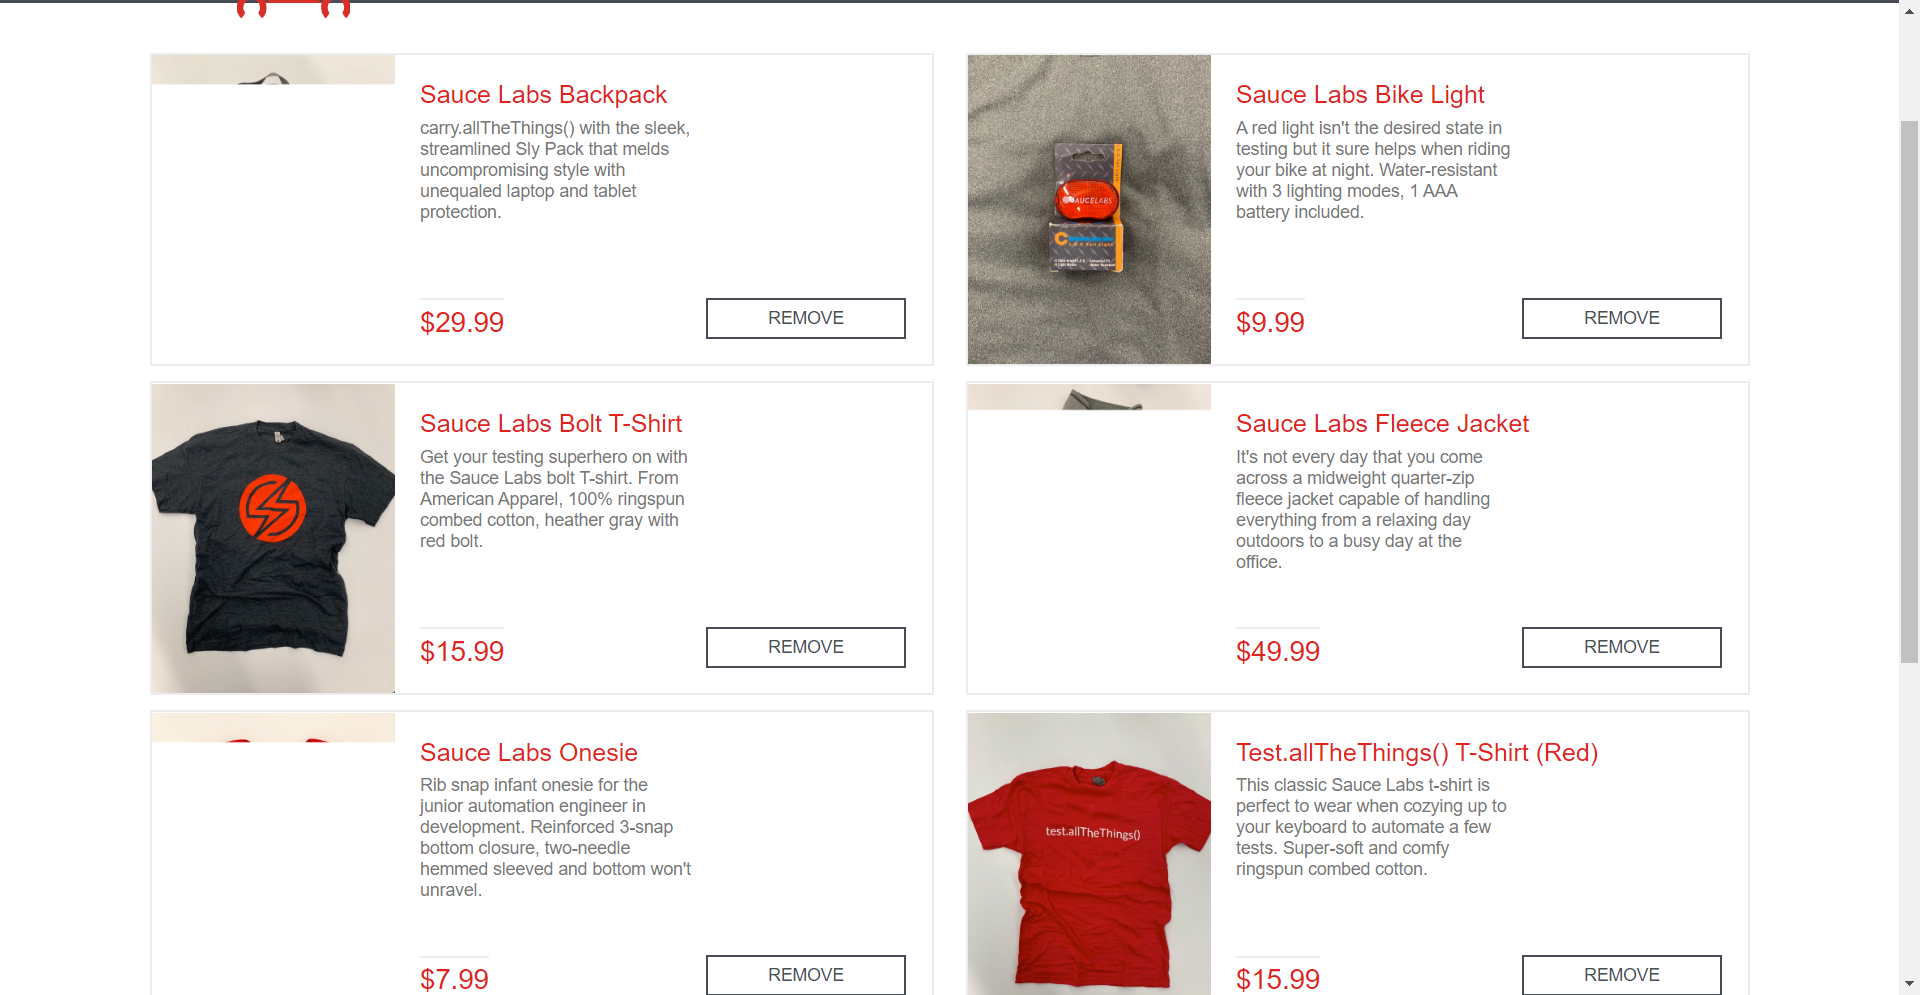 Sauce Labs Backpack
carry.allTheThings() with the sleek,
streamlined Sly Pack that melds
uncompromising style with
unequaled laptop and tablet
protection.
$29.99
REMOVE
Sauce Labs Bike Light
A red light isn't the desired state in
testing but it sure helps when riding
your bike at night. Water-resistant
with 3 lighting modes, 1 AAA
battery included.
$9.99
REMOVE
AUCELABS
Sauce Labs Bolt T-Shirt
Get your testing superhero on with
the Sauce Labs bolt T-shirt. From
American Apparel, 100% ringspun
combed cotton, heather gray with
red bolt.
$15.99
REMOVE
Sauce Labs Fleece Jacket
It's not every day that you come
across a midweight quarter-zip
fleece jacket capable of handling
everything from a relaxing day
outdoors to a busy day at the
office.
$49.99
REMOVE
Sauce Labs Onesie
Rib snap infant onesie for the
junior automation engineer in
development. Reinforced 3-snap
bottom closure, two-needle
hemmed sleeved and bottom won't
unravel.
$7.99
REMOVE
test.allTheThings()
Test.allTheThings() T-Shirt (Red)
This classic Sauce Labs t-shirt is
perfect to wear when cozying up to
your keyboard to automate a few
tests. Super-soft and comfy
ringspun combed cotton.
$15.99
REMOVE